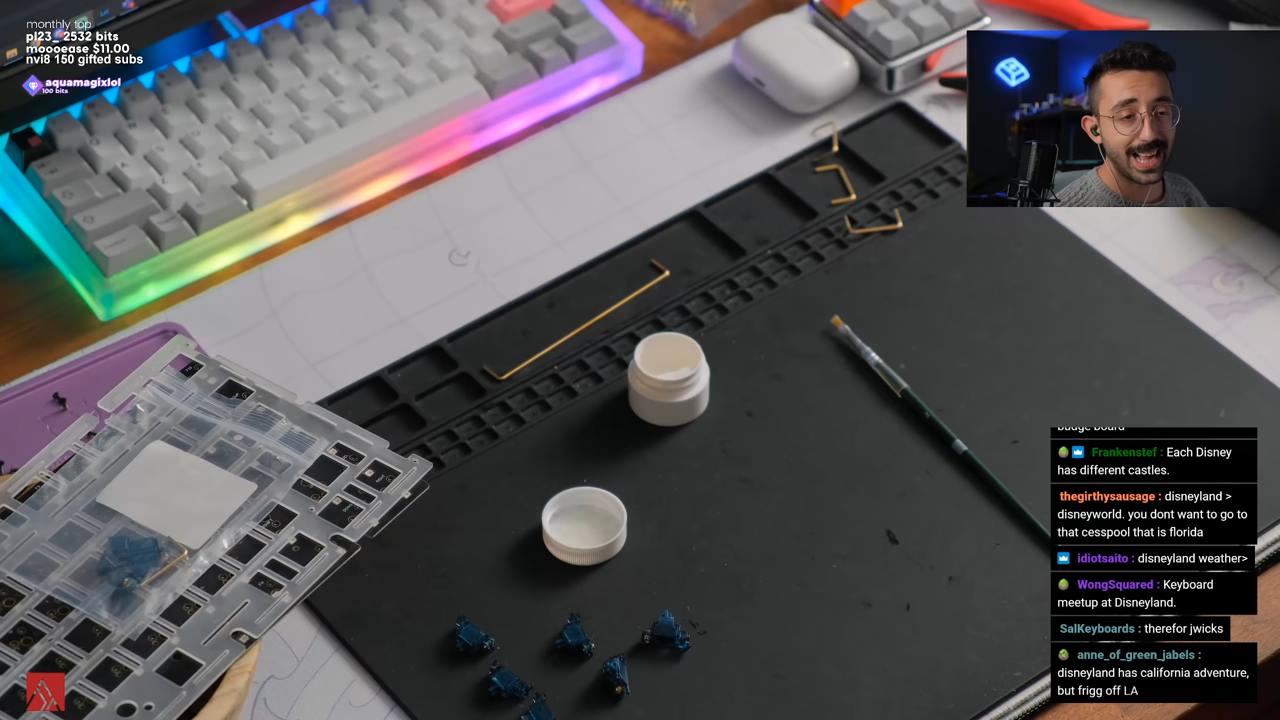 monthly top
pl23_ 2532 bits
moooease $11.00
nvi8 150 gifted subs
aquamagixlol
100 bits
budge board
Frankenstef : Each Disney
has different castles.
thegirthysausage : disneyland >
disneyworld. you dont want to go to
that cesspool that is florida
idiotsaito : disneyland weather>
WongSquared : Keyboard
meetup at Disneyland.
SalKeyboards : therefor jwicks
anne_of_green_jabels :
disneyland has california adventure,
but frigg off LA